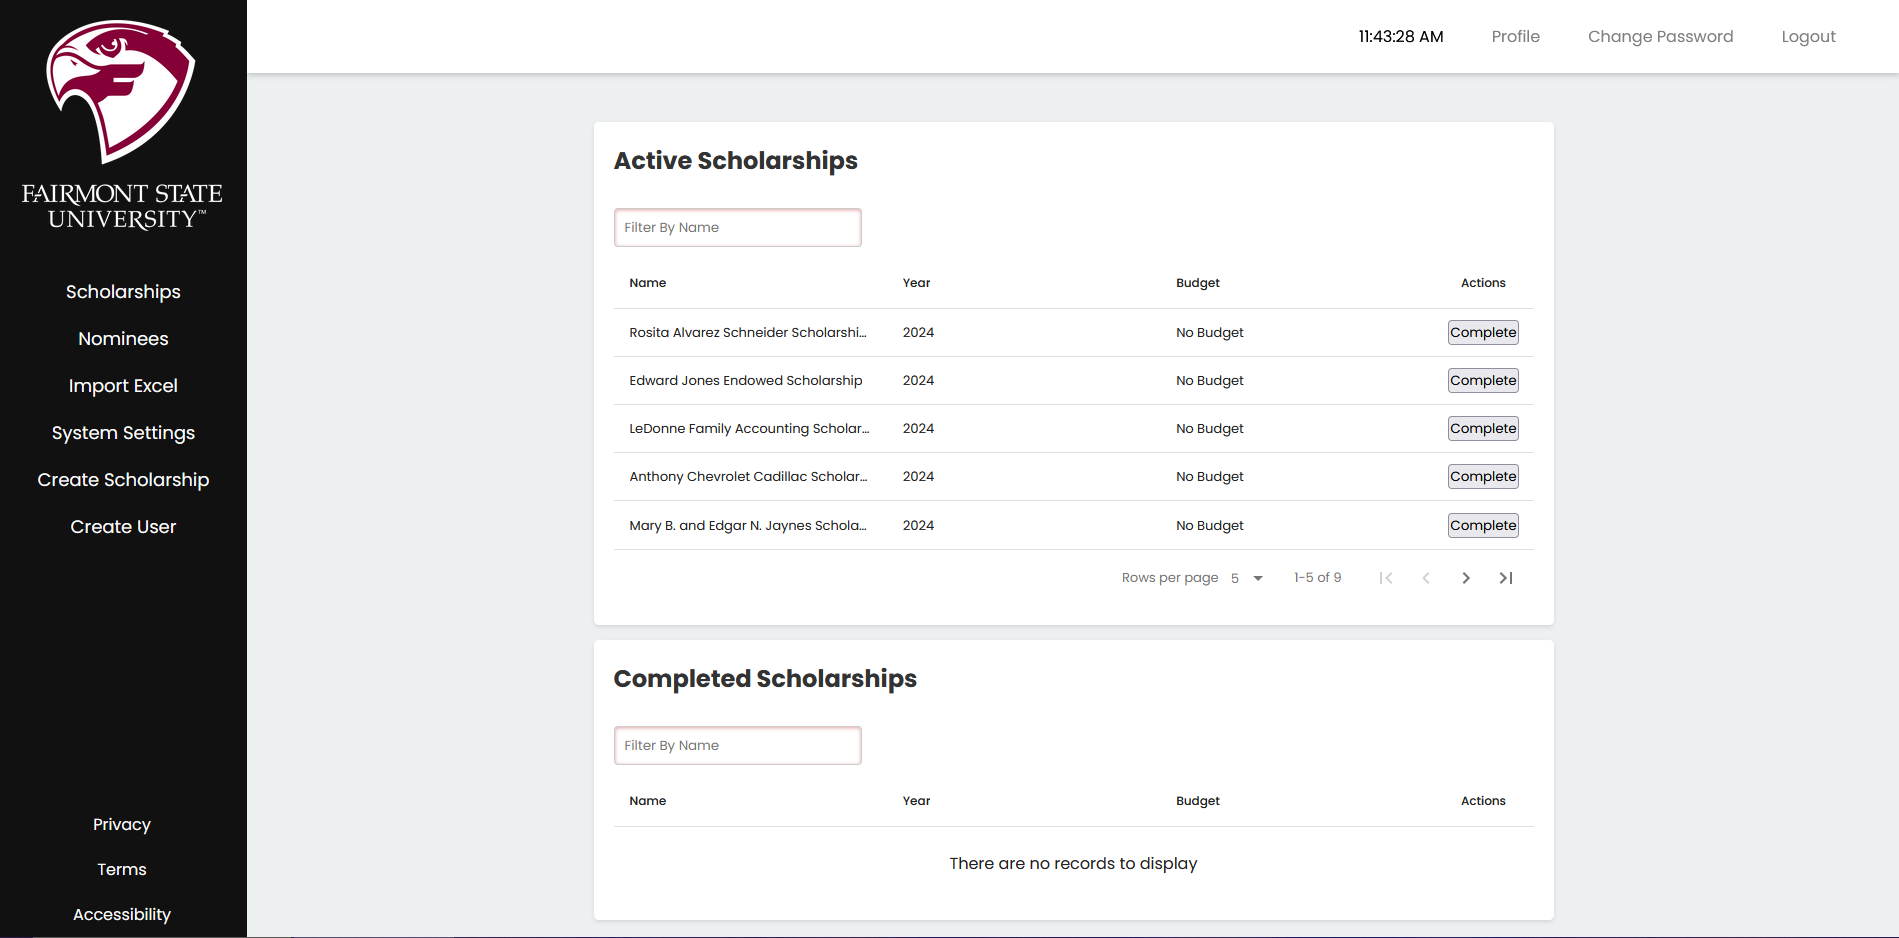 FAIRMONT STATE
UNIVERSITY™
Scholarships
Nominees
Import Excel
System Settings
Create Scholarship
Create User
Privacy
Terms
Accessibility
11:43:28 AM Profile Change Password Logout
Active Scholarships
Filter By Name
Name Year Budget Actions
Rosita Alvarez Schneider Scholarshi... 2024 No Budget Complete
Edward Jones Endowed Scholarship 2024 No Budget Complete
LeDonne Family Accounting Scholar... 2024 No Budget Complete
Anthony Chevrolet Cadillac Scholar... 2024 No Budget Complete
Mary B. and Edgar N. Jaynes Schola... 2024 No Budget Complete
Rows per page 5 1-5 of 9
Completed Scholarships
Filter By Name
Name Year Budget Actions
There are no records to display